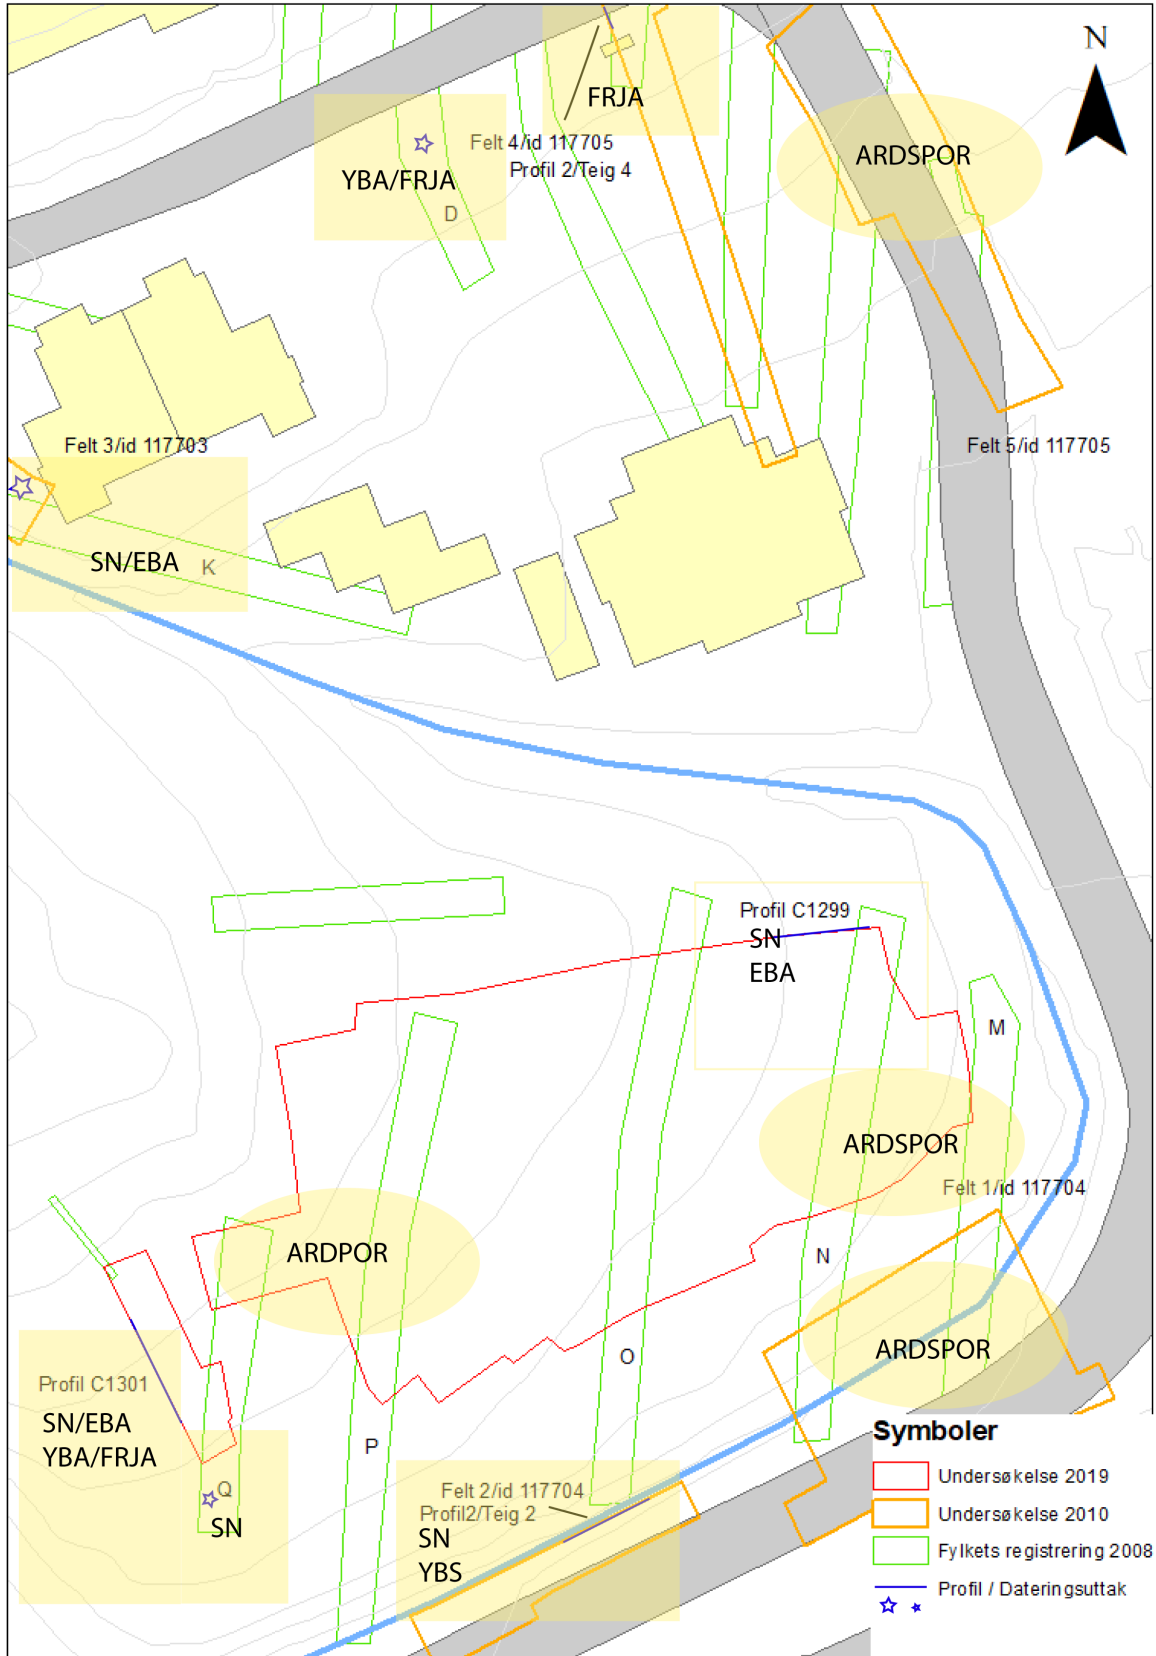 N
FRJA
Felt 4/id 117705
Profil 2/Teig 4
YBA/FRJA
D
ARDSPOR
Felt 3/id 117703
Felt 5/id 117705
SN/EBA
K
Profil C1299
SN
EBA
M
ARDSPOR
Felt 1/id 117704
ARDPOR
N
ARDSPOR
O
Profil C1301
SN/EBA
YBA/FRJA
P
Q
SN
Felt 2/id 117704
Profil2/Teig 2
SN
YBS
Symboler
Undersøkelse 2019
Undersøkelse 2010
Fylkets registrering 2008
Profil / Dateringsuttak